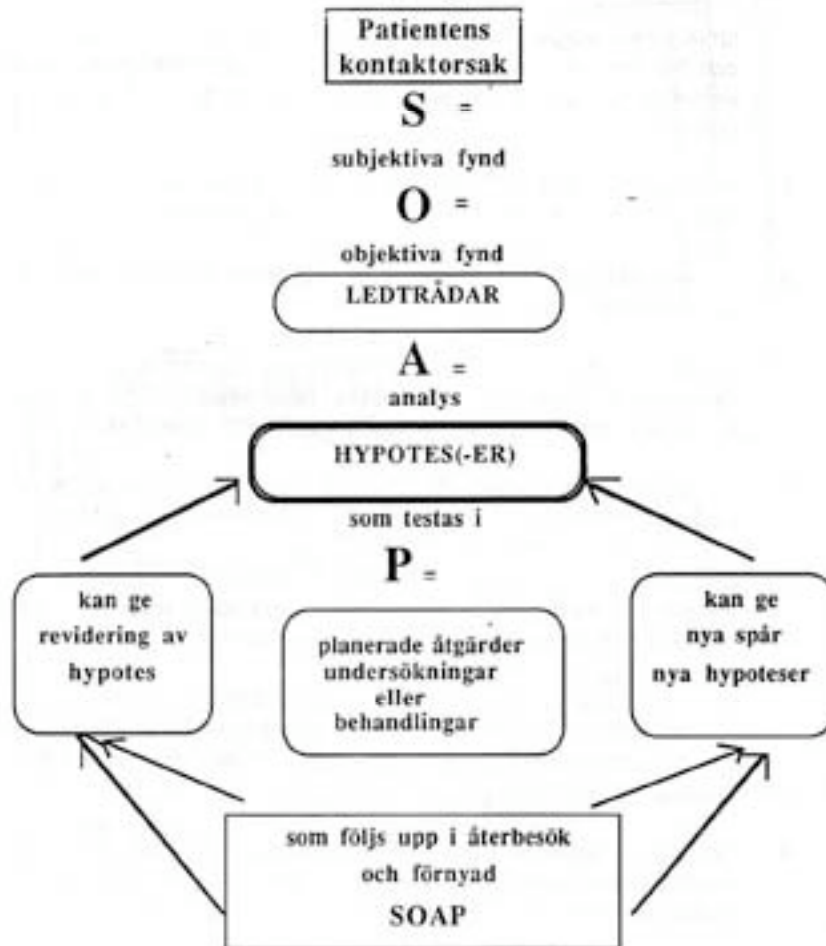 Patientens
kontaktorsak
S =
subjektiva fynd
O =
objektiva fynd
LEDTRÅDAR
A =
analys
HYPOTES(-ER)
som testas i
P =
kan ge
revidering av
hypotes
planerade åtgärder
undersökningar
eller
behandlingar
kan ge
nya spår
nya hypoteser
som följs upp i återbesök
och förnyad
SOAP